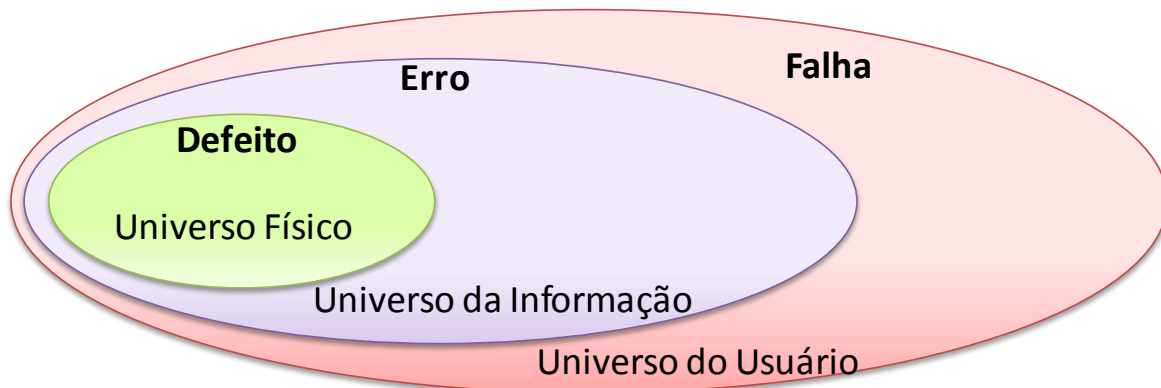 Falha
Erro
Defeito
Universo Físico
Universo da Informação
Universo do Usuário